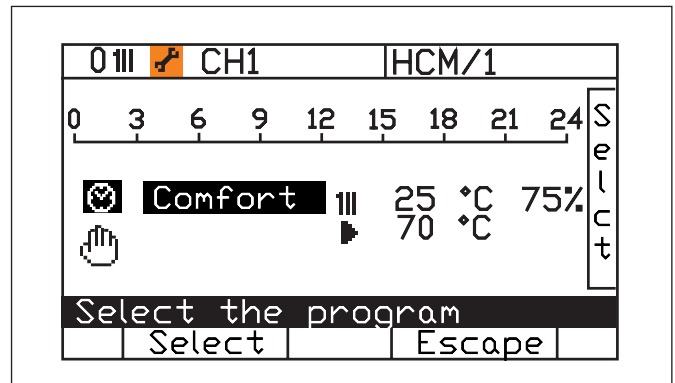 0 CH1 HCM/1
0 3 6 9 12 15 18 21 24
Select
Comfort 25 °C 75%
70 °C
Select the program
Select Escape